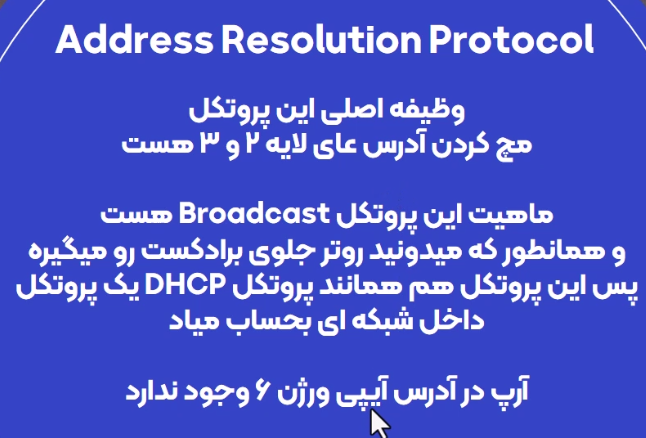 Address Resolution Protocol
وظیفه اصلی این پروتکل
مچ کردن آدرس عای لایه ۲ و ۳ هست
ماهیت این پروتکل Broadcast هست
و همانطور که میدونید روتر جلوی برادکست رو میگیره
پس این پروتکل هم همانند پروتکل DHCP یک پروتکل
داخل شبکه ای بحساب میاد
آرپ در آدرس آیپی ورژن ۶ وجود ندارد